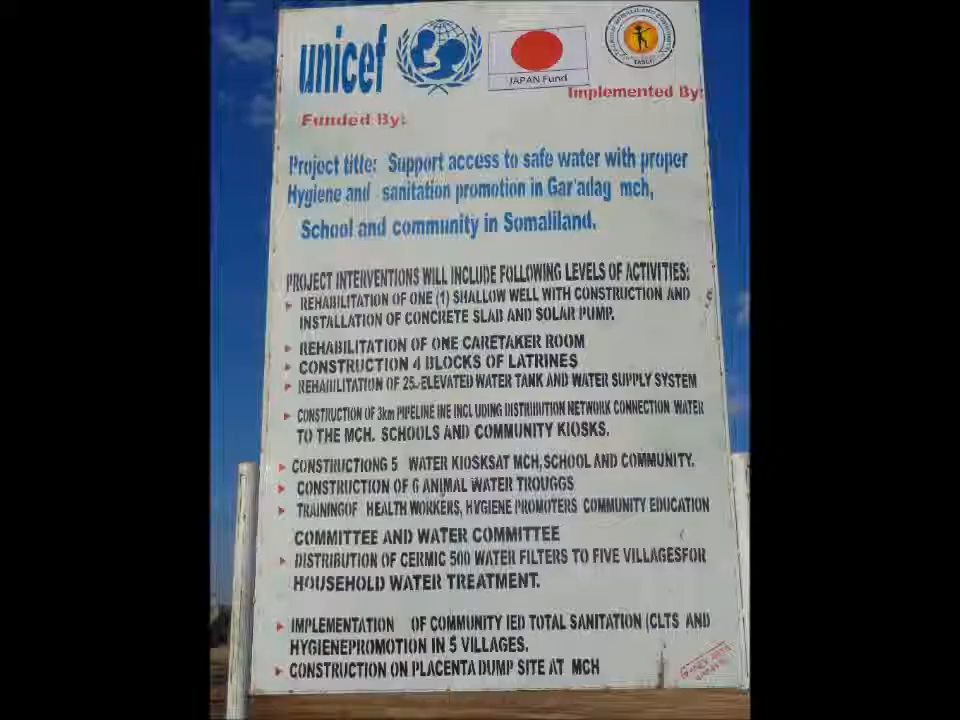 unicef
JAPAN Fund
Implemented By:
Funded By:
Project title: Support access to safe water with proper
Hygiene and sanitation promotion in Gar'adag mch,
School and community in Somaliland.
PROJECT INTERVENTIONS WILL INCLUDE FOLLOWING LEVELS OF ACTIVITIES:
REHABILITATION OF ONE (1) SHALLOW WELL WITH CONSTRUCTION AND
INSTALLATION OF CONCRETE SLAB AND SOLAR PUMP.
REHABILITATION OF ONE CARETAKER ROOM
CONSTRUCTION 4 BLOCKS OF LATRINES
REHABILITATION OF 25 ELEVATED WATER TANK AND WATER SUPPLY SYSTEM
CONSTRUCTION OF 3km PIPELINE INE INCLUDING DISTRIBUTION NETWORK CONNECTION WATER
TO THE MCH. SCHOOLS AND COMMUNITY KIOSKS.
CONSTRUCTIONG 5 WATER KIOSKSAT MCH,SCHOOL AND COMMUNITY.
CONSTRUCTION OF 6 ANIMAL WATER TROUGGS
TRAININGOF HEALTH WORKERS, HYGIENE PROMOTERS COMMUNITY EDUCATION
COMMITTEE AND WATER COMMITTEE
DISTRIBUTION OF CERMIC 500 WATER FILTERS TO FIVE VILLAGESFOR
HOUSEHOLD WATER TREATMENT.
IMPLEMENTATION OF COMMUNITY IED TOTAL SANITATION (CLTS AND
HYGIENEPROMOTION IN 5 VILLAGES.
CONSTRUCTION ON PLACENTA DUMP SITE AT MCH